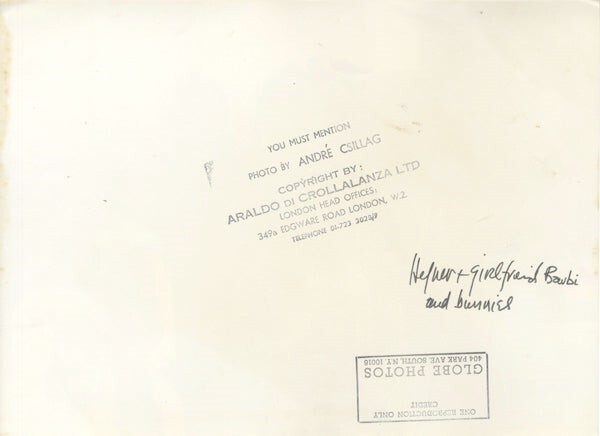 YOU MUST MENTION
PHOTO BY ANDRÉ CSILLAG
COPYRIGHT BY:
ARALDO DI CROLLALANZA LTD
LONDON HEAD OFFICES:
349a EDGWARE ROAD LONDON, W.2.
TELEPHONE 01-723 2028/9
Hefner + girlfriend Barbi
and bunnies
ONE REPRODUCTION ONLY
CREDIT
GLOBE PHOTOS
404 PARK AVE. SOUTH, N.Y. 10016